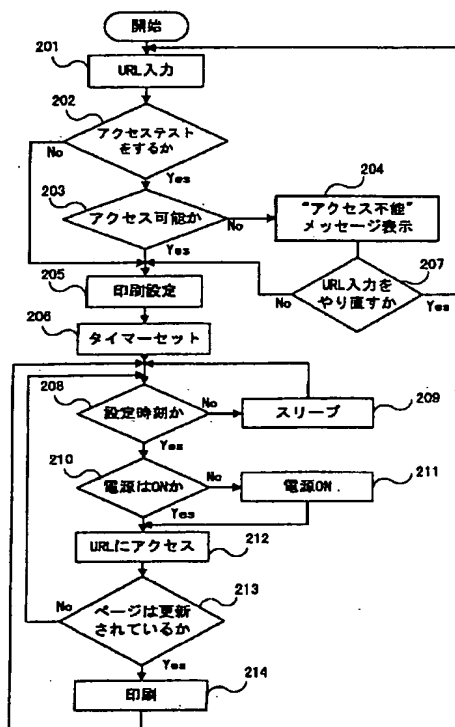 開始
201
URL入力
202
アクセステスト
をするか
No
Yes
203
204
アクセス可能か
No
Yes
"アクセス不能"
メッセージ表示
205
207
印刷設定
URL入力を
やり直すか
No
Yes
206
タイマーセット
208
設定時刻か
No
スリープ
209
Yes
210
211
電源はONか
No
電源ON
Yes
URLにアクセス
212
213
No
ページは更新
されているか
Yes
印刷
214